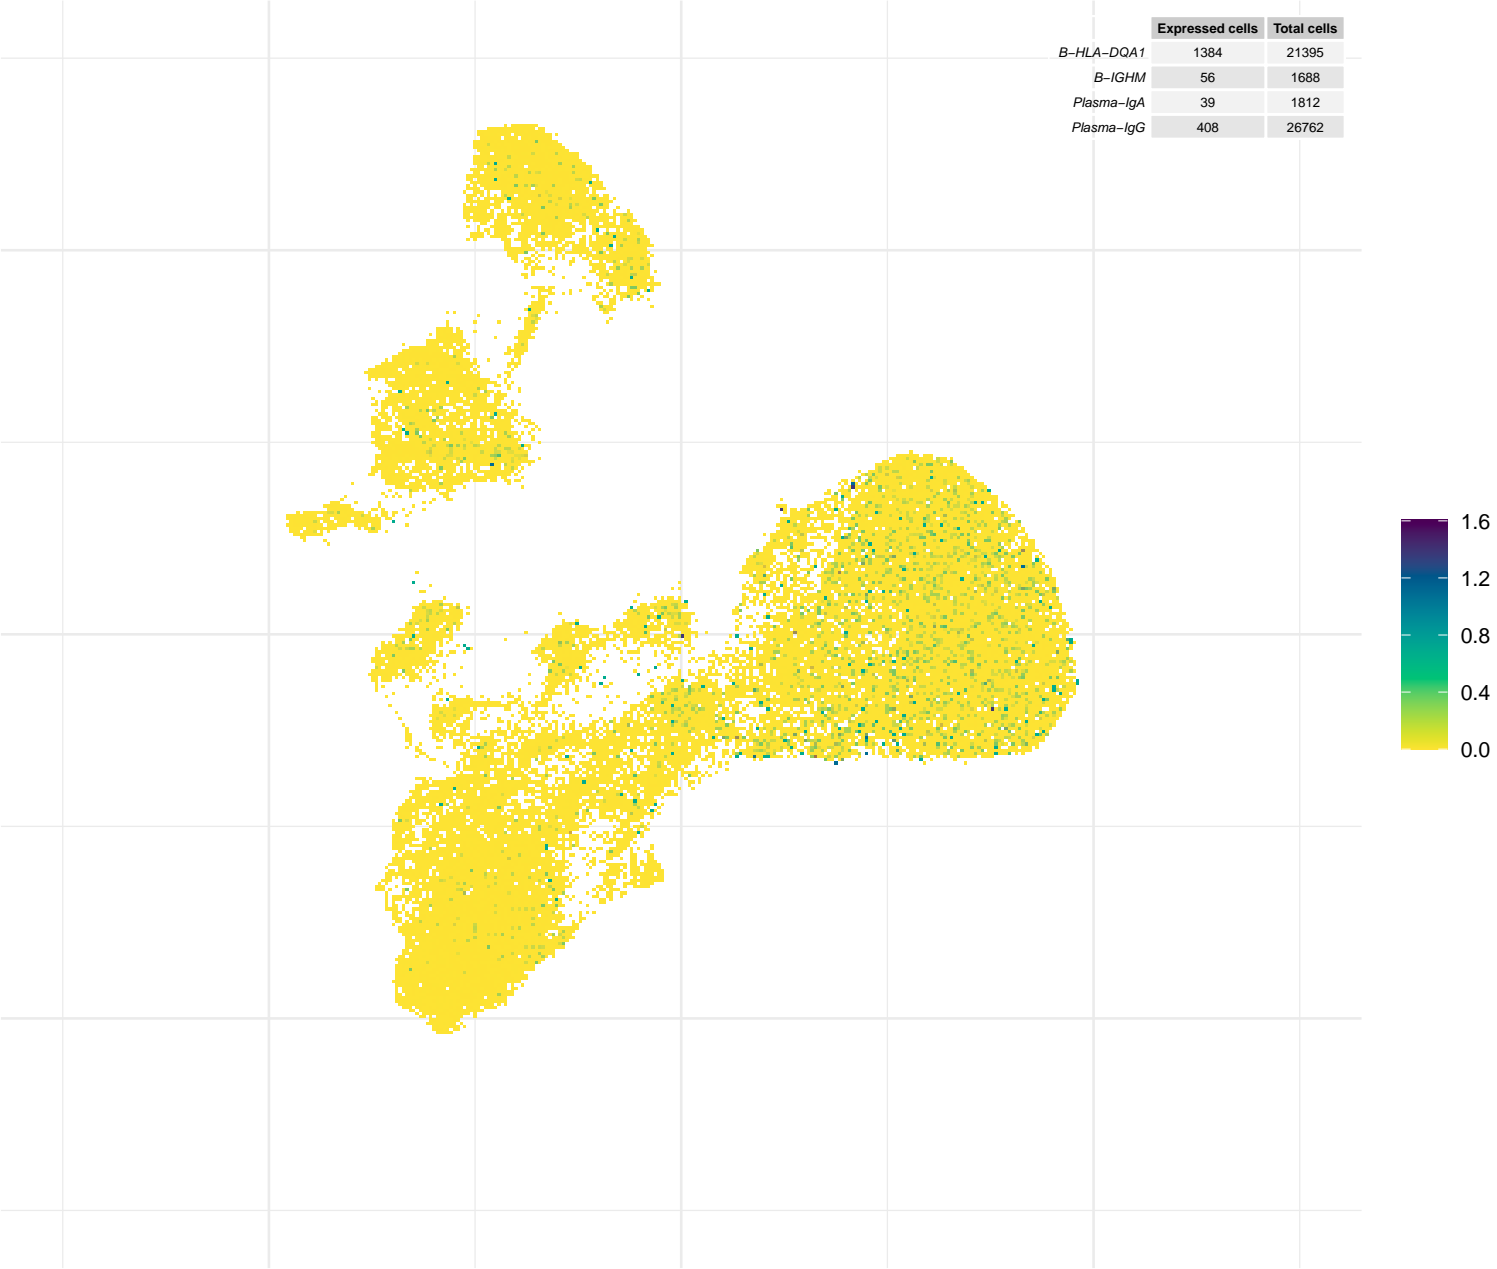 Expressed cells Total cells
B–HLA–DQA1 1384 21395
B–IGHM 56 1688
Plasma–IgA 39 1812
Plasma–IgG 408 26762
1.6
1.2
0.8
0.4
0.0